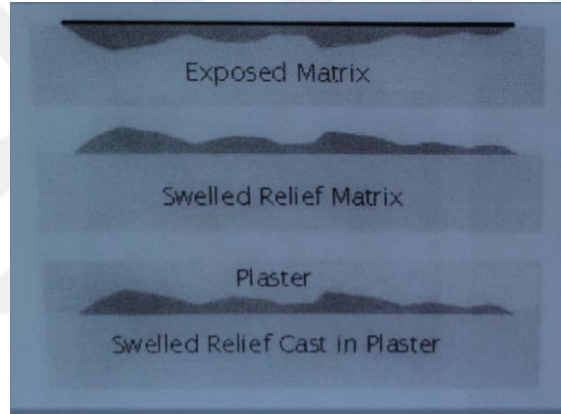 Exposed Matrix
Swelled Relief Matrix
Plaster
Swelled Relief Cast in Plaster